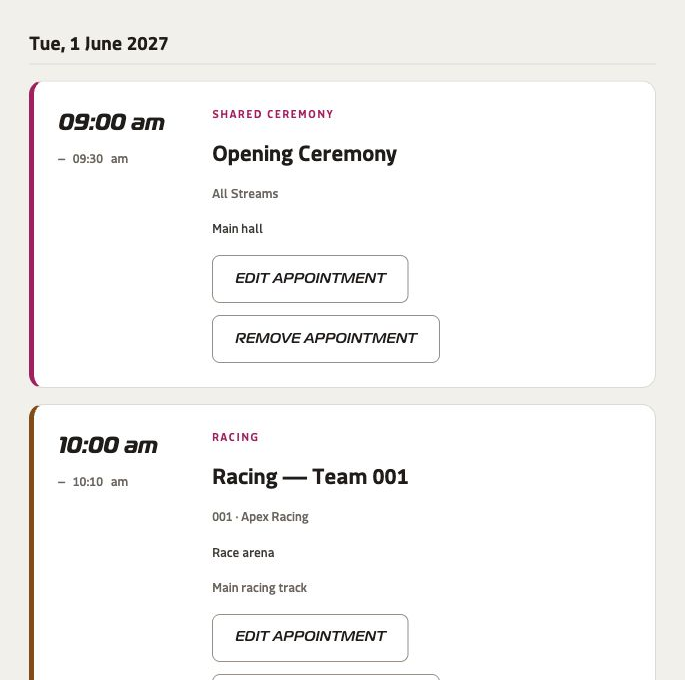 Tue, 1 June 2027
09:00 am
– 09:30 am
SHARED CEREMONY
Opening Ceremony
All Streams
Main hall
EDIT APPOINTMENT
REMOVE APPOINTMENT
10:00 am
– 10:10 am
RACING
Racing — Team 001
001 · Apex Racing
Race arena
Main racing track
EDIT APPOINTMENT